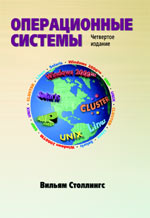 ОПЕРАЦИОННЫЕ
СИСТЕМЫ
Четвертое
издание
Windows 2000
CLUSTER
UNIX
Linux
Вильям Столлингс